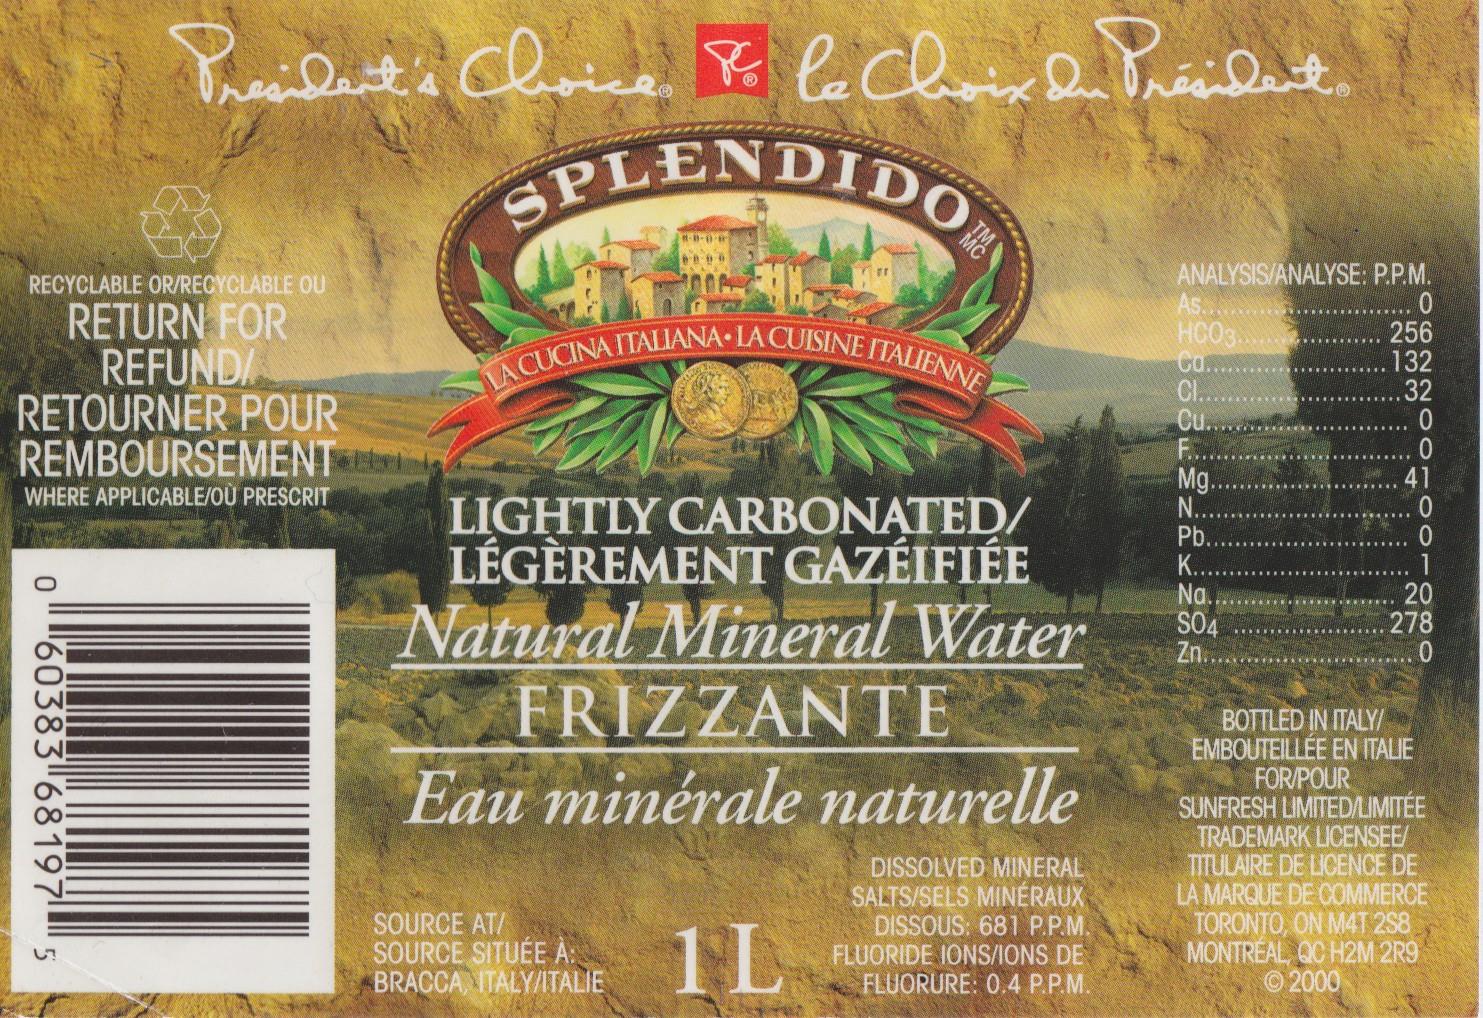 President's Choice® PC® Le Choix du Président®
SPLENDIDO TM MC
LA CUCINA ITALIANA • LA CUISINE ITALIENNE
LIGHTLY CARBONATED/
LÉGÈREMENT GAZÉIFIÉE
Natural Mineral Water
FRIZZANTE
Eau minérale naturelle
RECYCLABLE OR/RECYCLABLE OU
RETURN FOR
REFUND/
RETOURNER POUR
REMBOURSEMENT
WHERE APPLICABLE/OÙ PRESCRIT
0 60383 68197 5
SOURCE AT/
SOURCE SITUÉE À:
BRACCA, ITALY/ITALIE
1 L
DISSOLVED MINERAL
SALTS/SELS MINÉRAUX
DISSOUS: 681 P.P.M.
FLUORIDE IONS/IONS DE
FLUORURE: 0.4 P.P.M.
ANALYSIS/ANALYSE: P.P.M.
As.............................. 0
HCO3.................. 256
Ca.......................... 132
Cl............................. 32
Cu.............................. 0
F................................ 0
Mg............................ 41
N................................ 0
Pb.............................. 0
K................................ 1
Na............................ 20
SO4 ..................... 278
Zn.............................. 0
BOTTLED IN ITALY/
EMBOUTEILLÉE EN ITALIE
FOR/POUR
SUNFRESH LIMITED/LIMITÉE
TRADEMARK LICENSEE/
TITULAIRE DE LICENCE DE
LA MARQUE DE COMMERCE
TORONTO, ON M4T 2S8
MONTRÉAL, QC H2M 2R9
© 2000